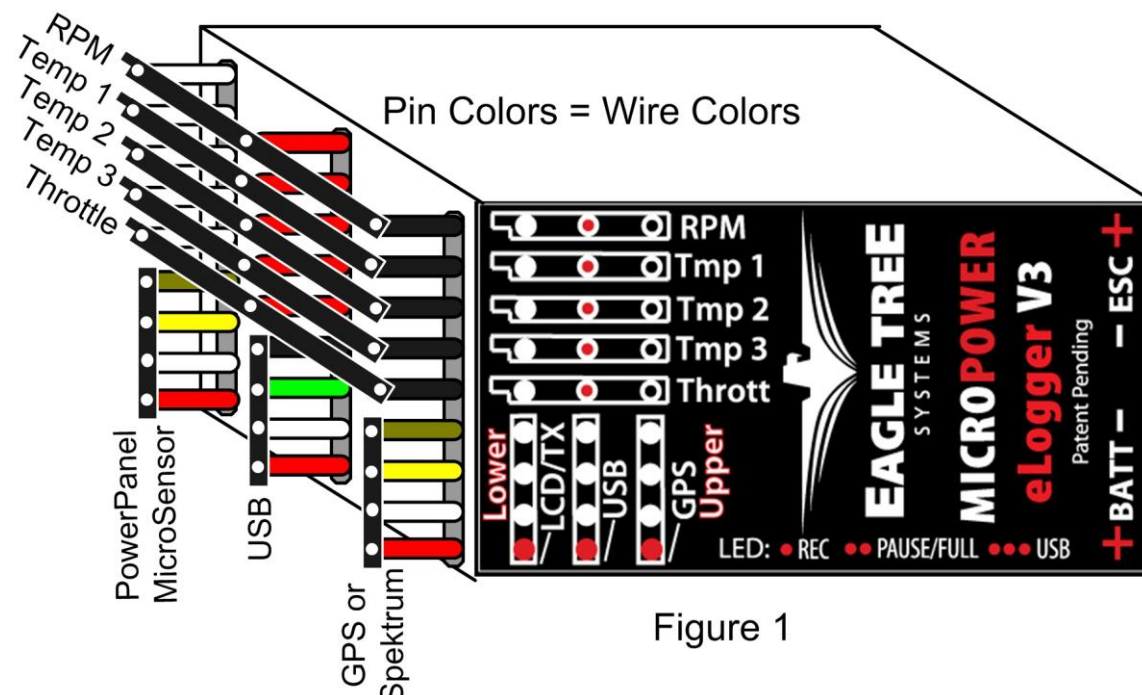 RPM
Temp 1
Temp 2
Temp 3
Throttle
Pin Colors = Wire Colors
PowerPanel
MicroSensor
USB
GPS or
Spektrum
RPM
Tmp 1
Tmp 2
Tmp 3
Thrott
Lower
LCD/TX
USB
GPS
Upper
EAGLE TREE
SYSTEMS
MICROPOWER
eLogger V3
Patent Pending
+BATT– –ESC+
LED: • REC •• PAUSE/FULL ••• USB
Figure 1